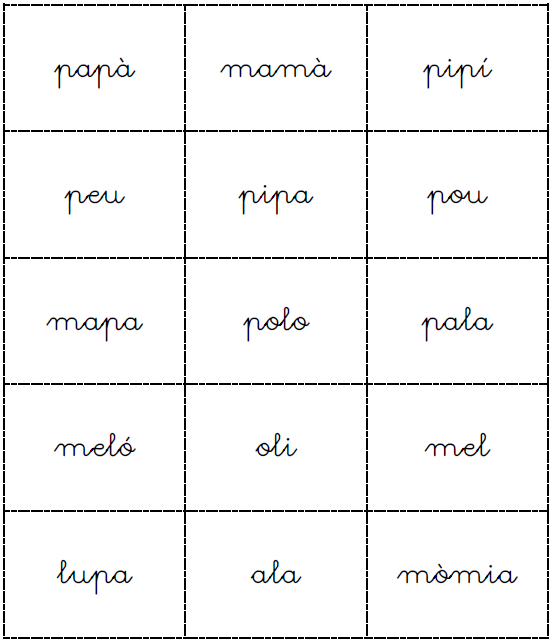 papà mamà pipí
peu pipa pou
mapa polo pala
meló oli mel
lupa ala mòmia